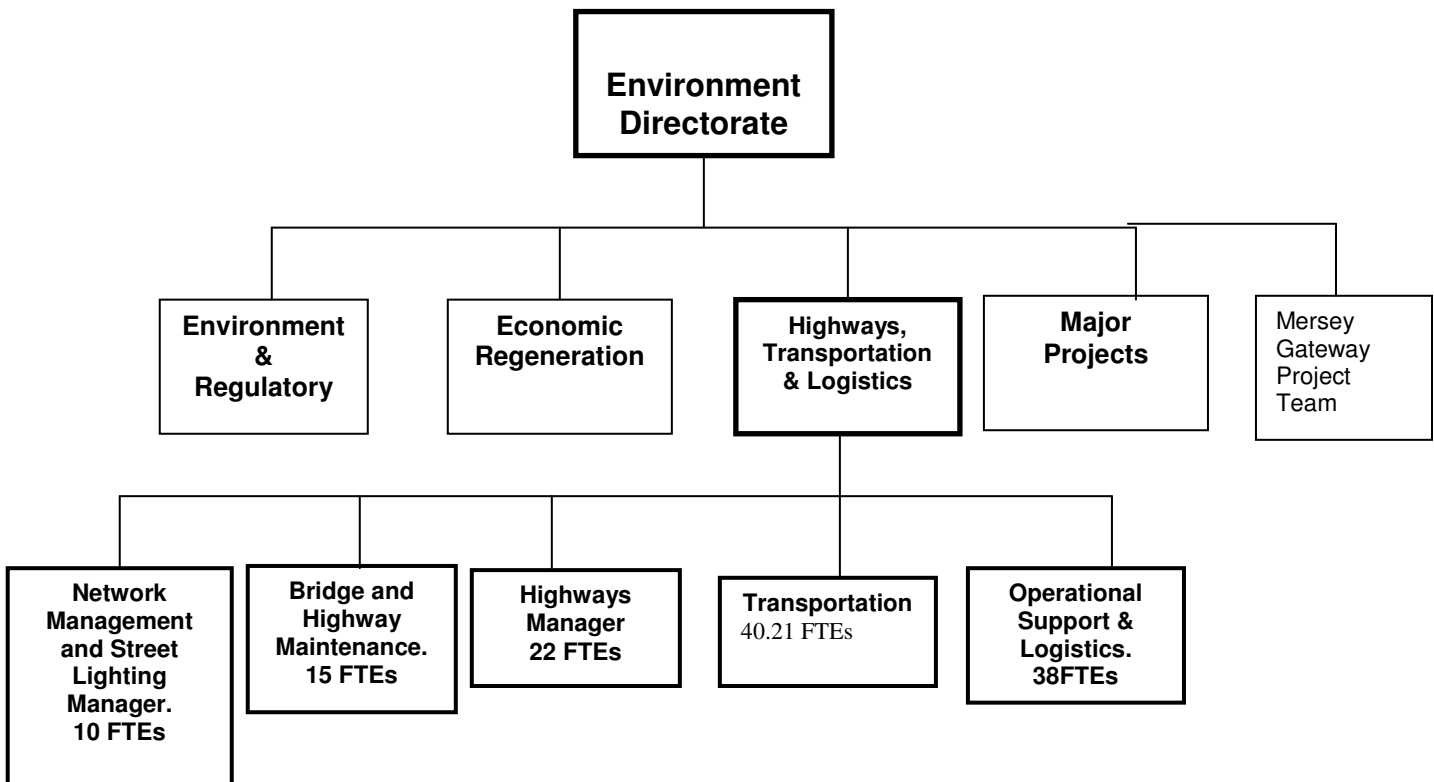 Environment
Directorate
Environment
&
Regulatory
Economic
Regeneration
Highways,
Transportation
& Logistics
Major
Projects
Mersey
Gateway
Project
Team
Network
Management
and Street
Lighting
Manager.
10 FTEs
Bridge and
Highway
Maintenance.
15 FTEs
Highways
Manager
22 FTEs
Transportation
40.21 FTEs
Operational
Support &
Logistics.
38FTEs